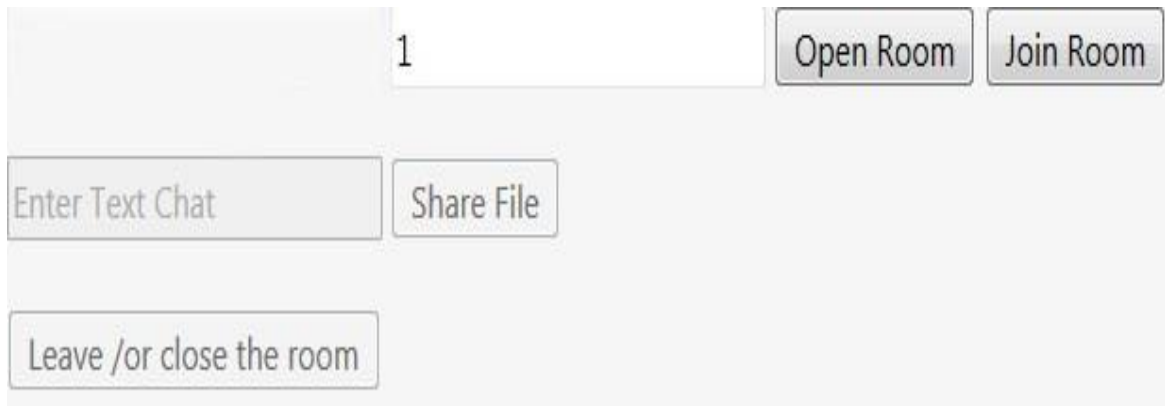 1 Open Room Join Room
Enter Text Chat Share File
Leave /or close the room